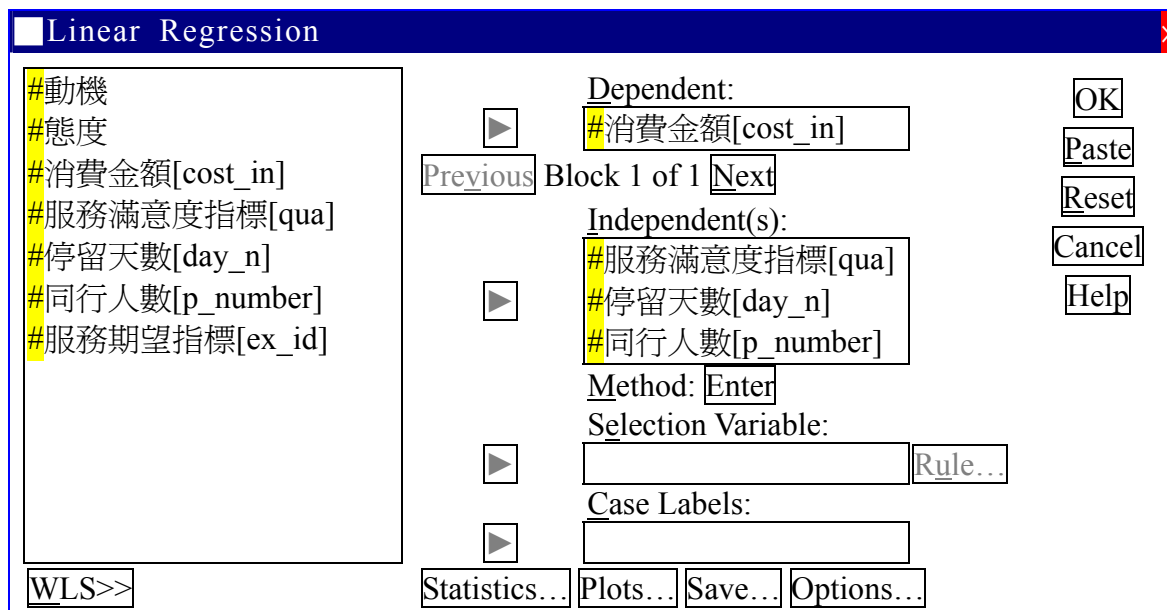 Linear Regression
#動機
#態度
#消費金額[cost_in]
#服務滿意度指標[qua]
#停留天數[day_n]
#同行人數[p_number]
#服務期望指標[ex_id]
WLS>>
Dependent:
#消費金額[cost_in]
Previous Block 1 of 1 Next
Independent(s):
#服務滿意度指標[qua]
#停留天數[day_n]
#同行人數[p_number]
Method: Enter
Selection Variable:
Rule…
Case Labels:
Statistics… Plots… Save… Options…
OK
Paste
Reset
Cancel
Help